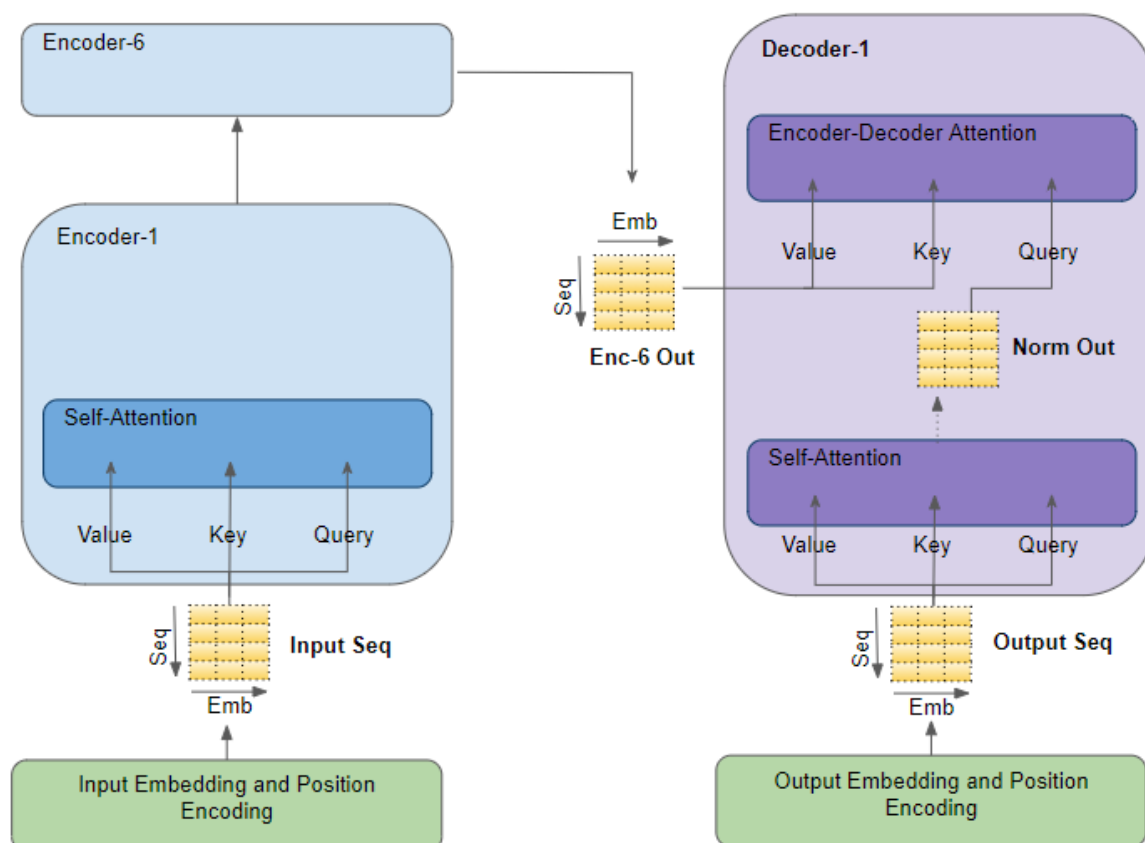 Encoder-6
Encoder-1
Self-Attention
Value Key Query
Seq
Input Seq
Emb
Input Embedding and Position
Encoding
Emb
Seq
Enc-6 Out
Decoder-1
Encoder-Decoder Attention
Value Key Query
Norm Out
Self-Attention
Value Key Query
Seq
Output Seq
Emb
Output Embedding and Position
Encoding